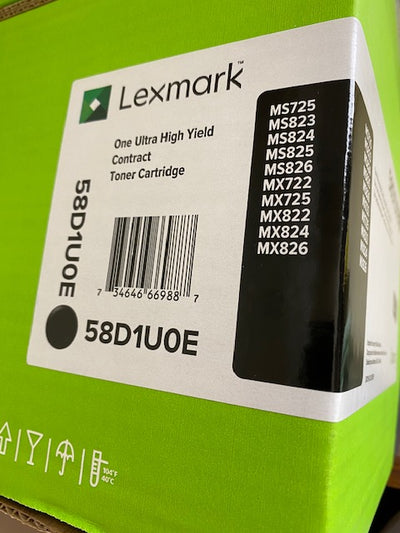 Lexmark™
One Ultra High Yield
Contract
Toner Cartridge
58D1U0E
7 34646 66988 7
58D1U0E
MS725
MS823
MS824
MS825
MS826
MX722
MX725
MX822
MX824
MX826
104°F
40°C